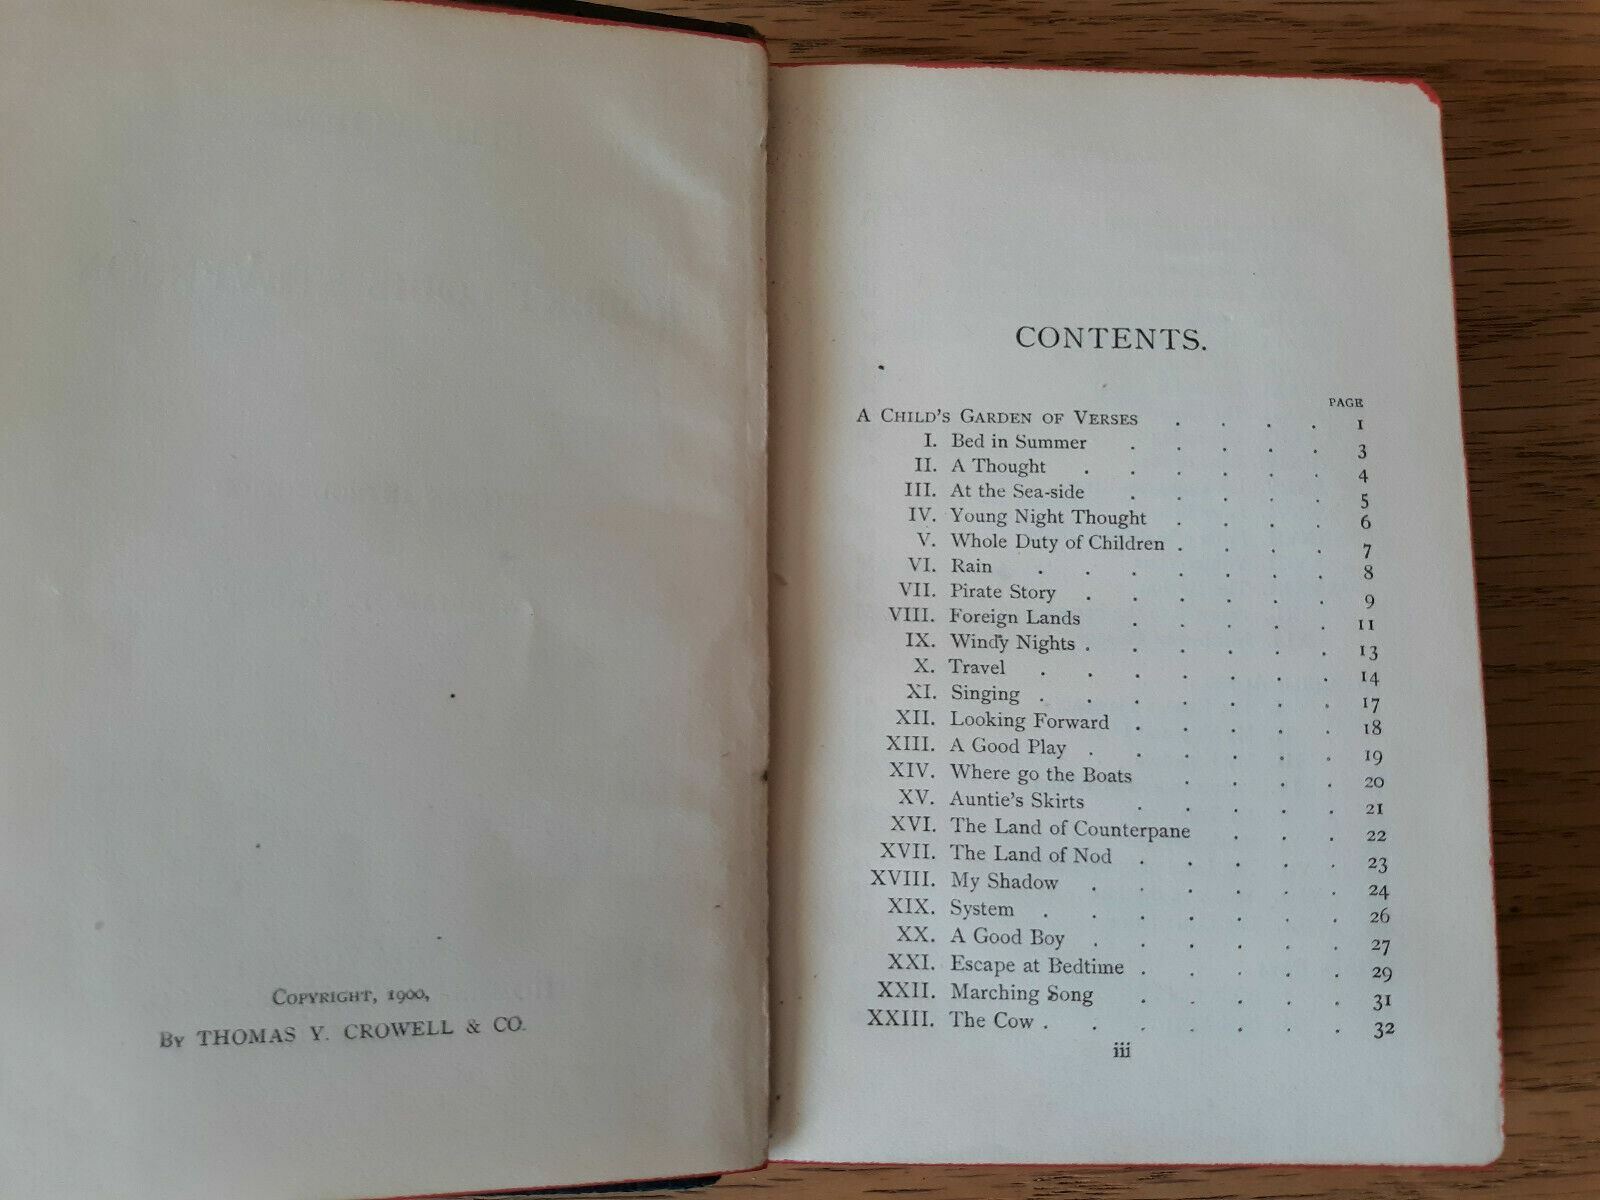 COPYRIGHT, 1900,
BY THOMAS Y. CROWELL & CO.
CONTENTS.
PAGE
A CHILD'S GARDEN OF VERSES . . . . 1
I. Bed in Summer . . . . . 3
II. A Thought . . . . . . 4
III. At the Sea-side . . . . . 5
IV. Young Night Thought . . . . 6
V. Whole Duty of Children . . . . 7
VI. Rain . . . . . . . 8
VII. Pirate Story . . . . . . 9
VIII. Foreign Lands . . . . . 11
IX. Windy Nights . . . . . . 13
X. Travel . . . . . . . 14
XI. Singing . . . . . . . 17
XII. Looking Forward . . . . . 18
XIII. A Good Play . . . . . . 19
XIV. Where go the Boats . . . . 20
XV. Auntie's Skirts . . . . . 21
XVI. The Land of Counterpane . . . 22
XVII. The Land of Nod . . . . . 23
XVIII. My Shadow . . . . . . 24
XIX. System . . . . . . . 26
XX. A Good Boy . . . . . . 27
XXI. Escape at Bedtime . . . . . 29
XXII. Marching Song . . . . . 31
XXIII. The Cow . . . . . . . 32
iii